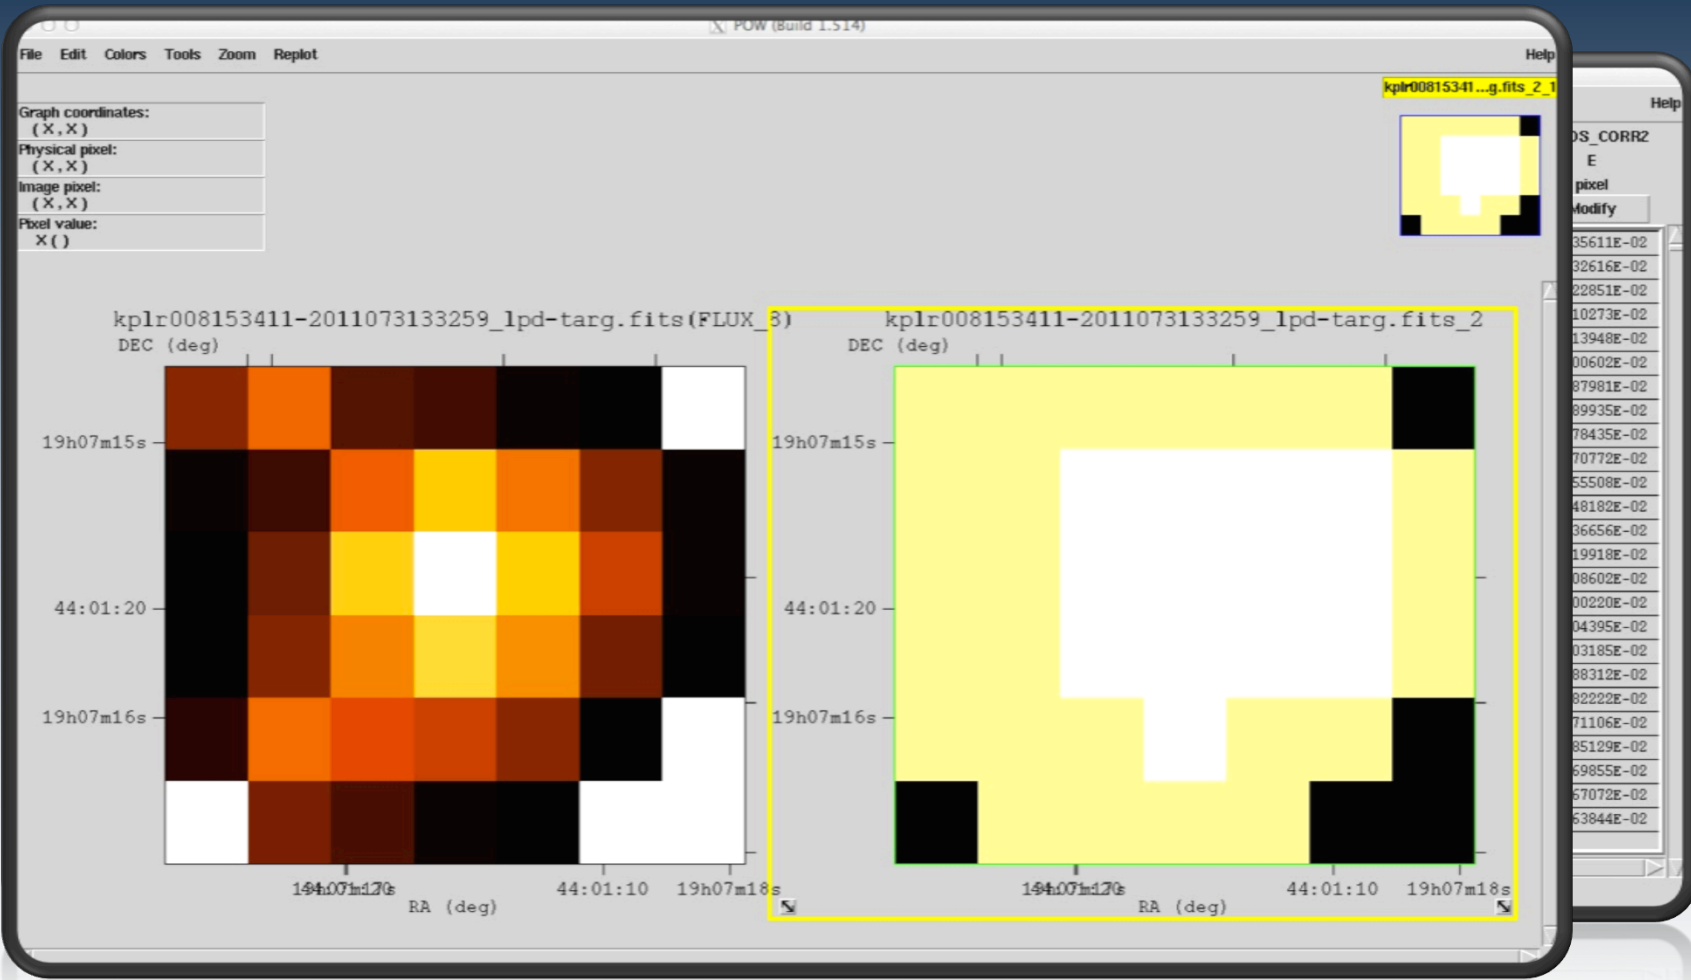 POW (Build 1.514)
File Edit Colors Tools Zoom Replot Help
kplr00815341...g.fits_2_1
Graph coordinates:
(X,X)
Physical pixel:
(X,X)
Image pixel:
(X,X)
Pixel value:
X()
Help
OS_CORR2
E
pixel
Modify
35611E-02
32616E-02
22851E-02
10273E-02
13948E-02
00602E-02
87981E-02
89935E-02
78435E-02
70772E-02
55508E-02
48182E-02
36656E-02
19918E-02
08602E-02
00220E-02
04395E-02
03185E-02
88312E-02
82222E-02
71106E-02
85129E-02
69855E-02
67072E-02
63844E-02
kplr008153411-2011073133259_lpd-targ.fits(FLUX_8)
DEC (deg)
19h07m15s
44:01:20
19h07m16s
44:01:10 19h07m18s
RA (deg)
kplr008153411-2011073133259_lpd-targ.fits_2
DEC (deg)
19h07m15s
44:01:20
19h07m16s
44:01:10 19h07m18s
RA (deg)